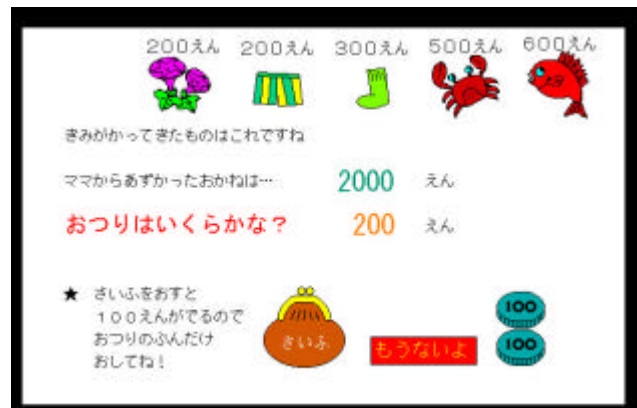 200えん 200えん 300えん 500えん 600えん
きみがかってきたものはこれですね
ママからあずかったおかねは… 2000 えん
おつりはいくらかな? 200 えん
★ さいふをおすと
100えんがでるので
おつりのぶんだけ
おしてね!
さいふ
もうないよ
100
100